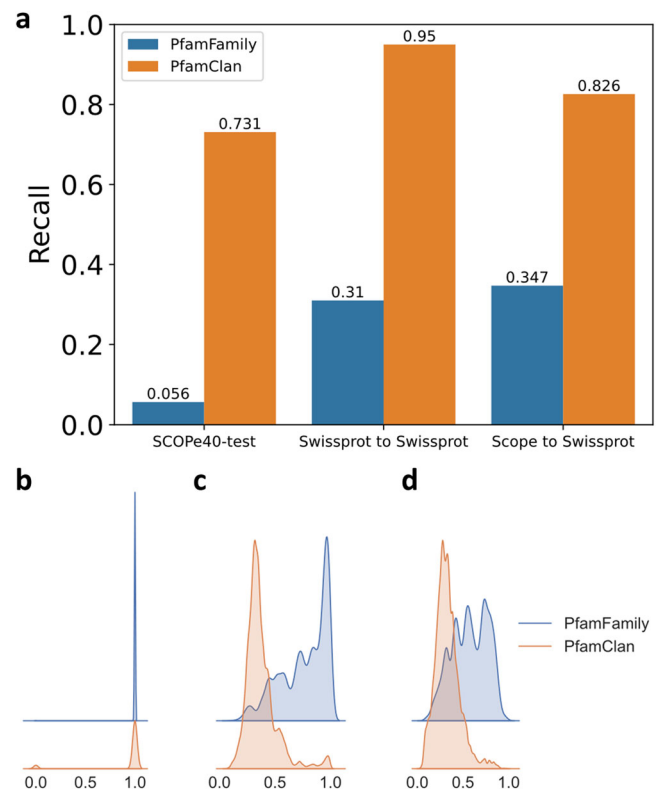 a
PfamFamily
PfamClan
Recall
1.0
0.8
0.6
0.4
0.2
0.0
0.056
0.731
0.31
0.95
0.347
0.826
SCOPe40-test Swissprot to Swissprot Scope to Swissprot
b c d
PfamFamily
PfamClan
0.0 0.5 1.0 0.0 0.5 1.0 0.0 0.5 1.0